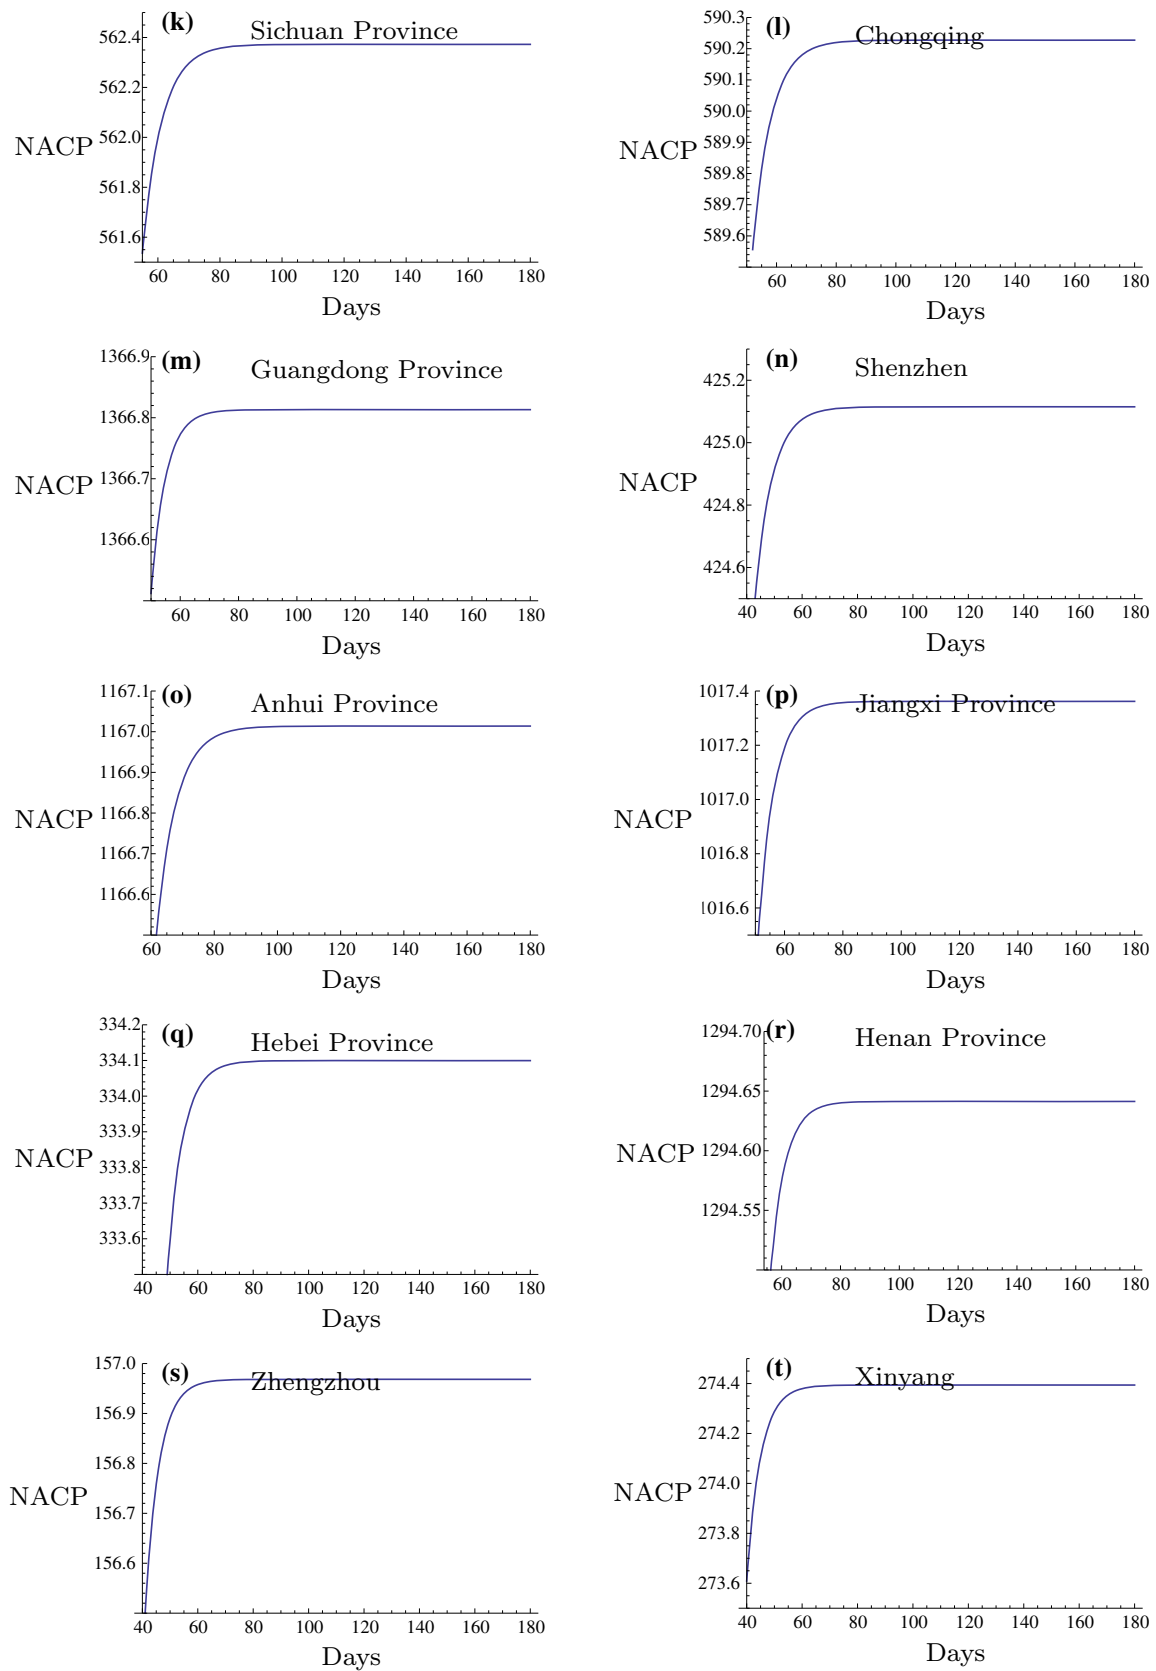 (k) Sichuan Province
562.4
562.2
562.0
561.8
561.6
NACP
60 80 100 120 140 160 180
Days
(l) Chongqing
590.3
590.2
590.1
590.0
589.9
589.8
589.7
589.6
NACP
60 80 100 120 140 160 180
Days
(m) Guangdong Province
1366.9
1366.8
1366.7
1366.6
NACP
60 80 100 120 140 160 180
Days
(n) Shenzhen
425.2
425.0
424.8
424.6
NACP
40 60 80 100 120 140 160 180
Days
(o) Anhui Province
1167.1
1167.0
1166.9
1166.8
1166.7
1166.6
NACP
60 80 100 120 140 160 180
Days
(p) Jiangxi Province
1017.4
1017.2
1017.0
1016.8
1016.6
NACP
60 80 100 120 140 160 180
Days
(q) Hebei Province
334.2
334.1
334.0
333.9
333.8
333.7
333.6
NACP
40 60 80 100 120 140 160 180
Days
(r) Henan Province
1294.70
1294.65
1294.60
1294.55
NACP
60 80 100 120 140 160 180
Days
(s) Zhengzhou
157.0
156.9
156.8
156.7
156.6
NACP
40 60 80 100 120 140 160 180
Days
(t) Xinyang
274.4
274.2
274.0
273.8
273.6
NACP
40 60 80 100 120 140 160 180
Days